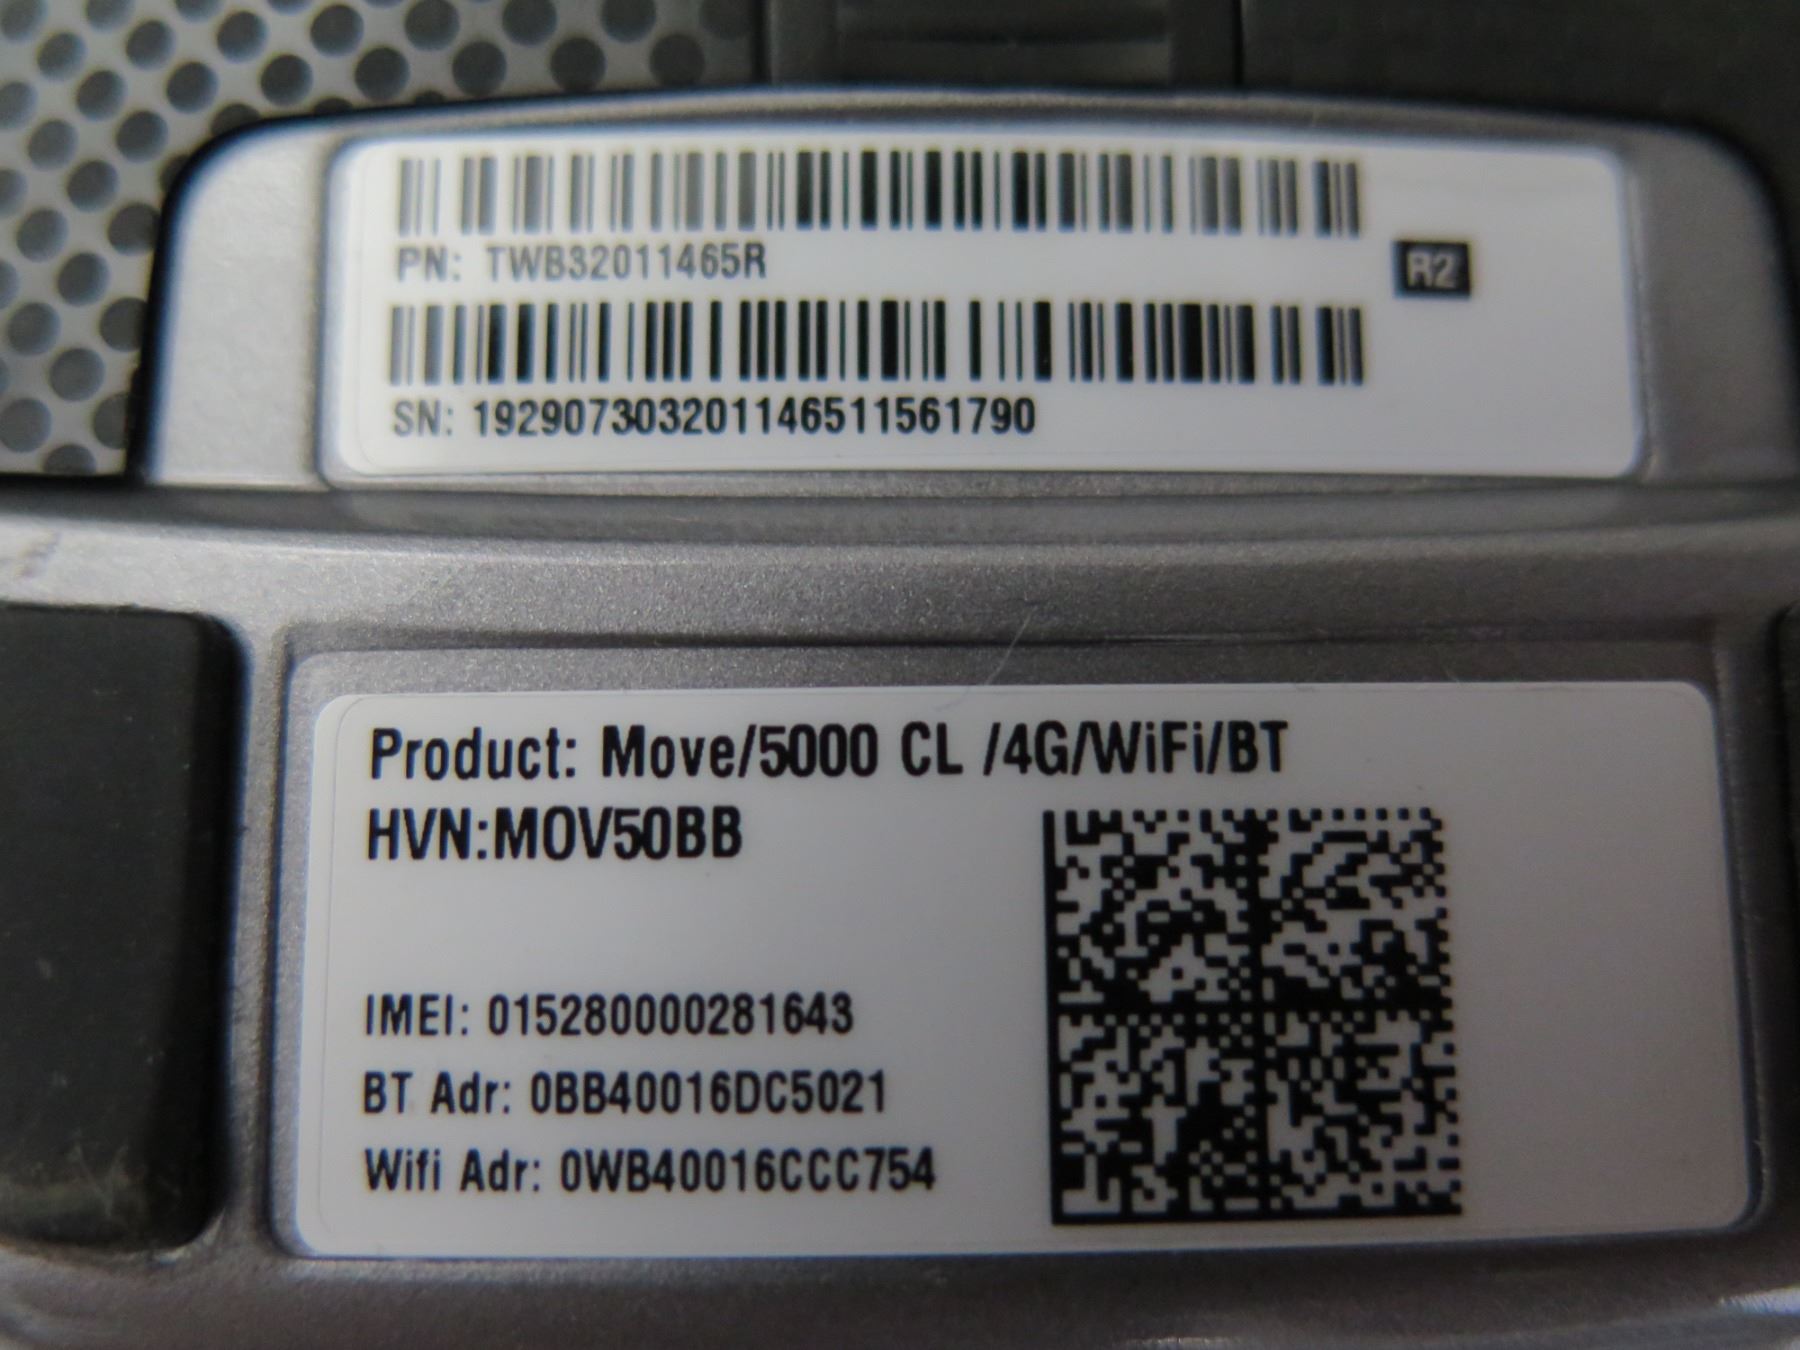 PN: TWB32011465R
R2
SN: 192907303201146511561790
Product: Move/5000 CL /4G/WiFi/BT
HVN:MOV50BB
IMEI: 015280000281643
BT Adr: 0BB40016DC5021
Wifi Adr: 0WB40016CCC754